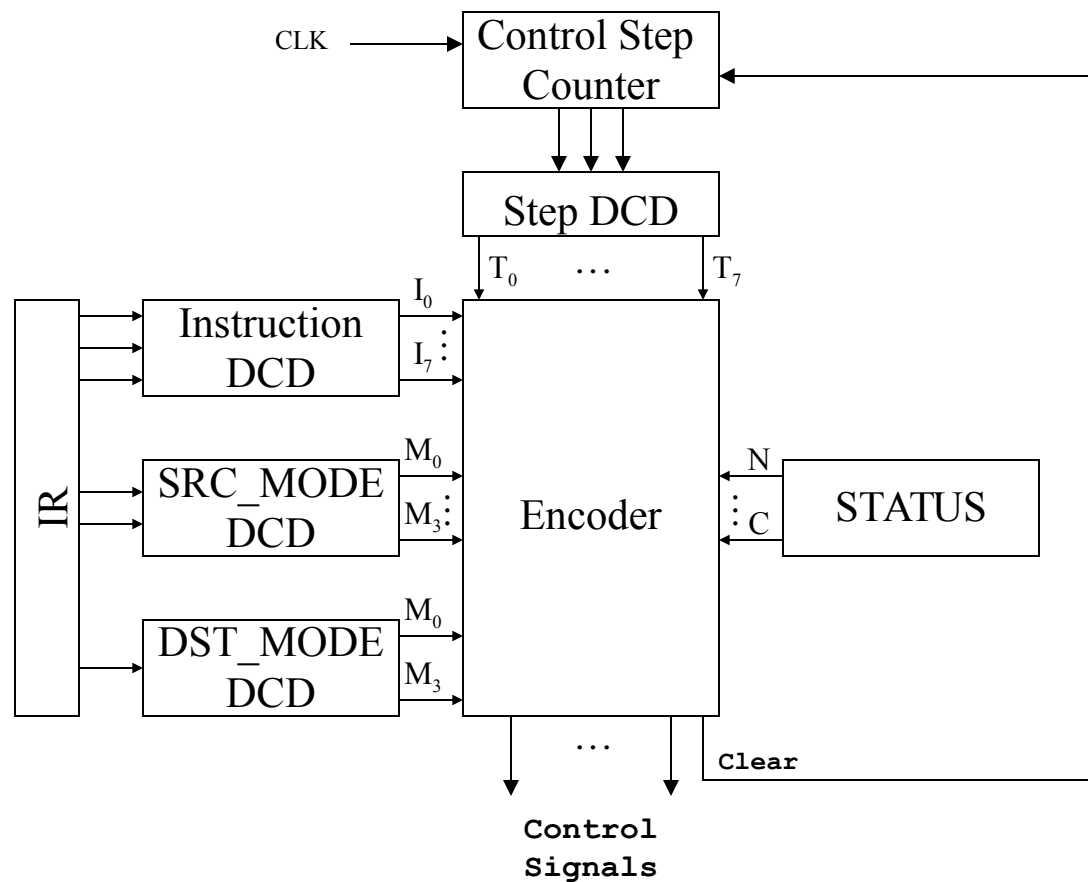 CLK
Control Step
Counter
Step DCD
T0
...
T7
IR
Instruction
DCD
I0
⋮
I7
SRC_MODE
DCD
M0
⋮
M3
DST_MODE
DCD
M0
M3
Encoder
N
⋮
C
STATUS
...
Clear
Control
Signals